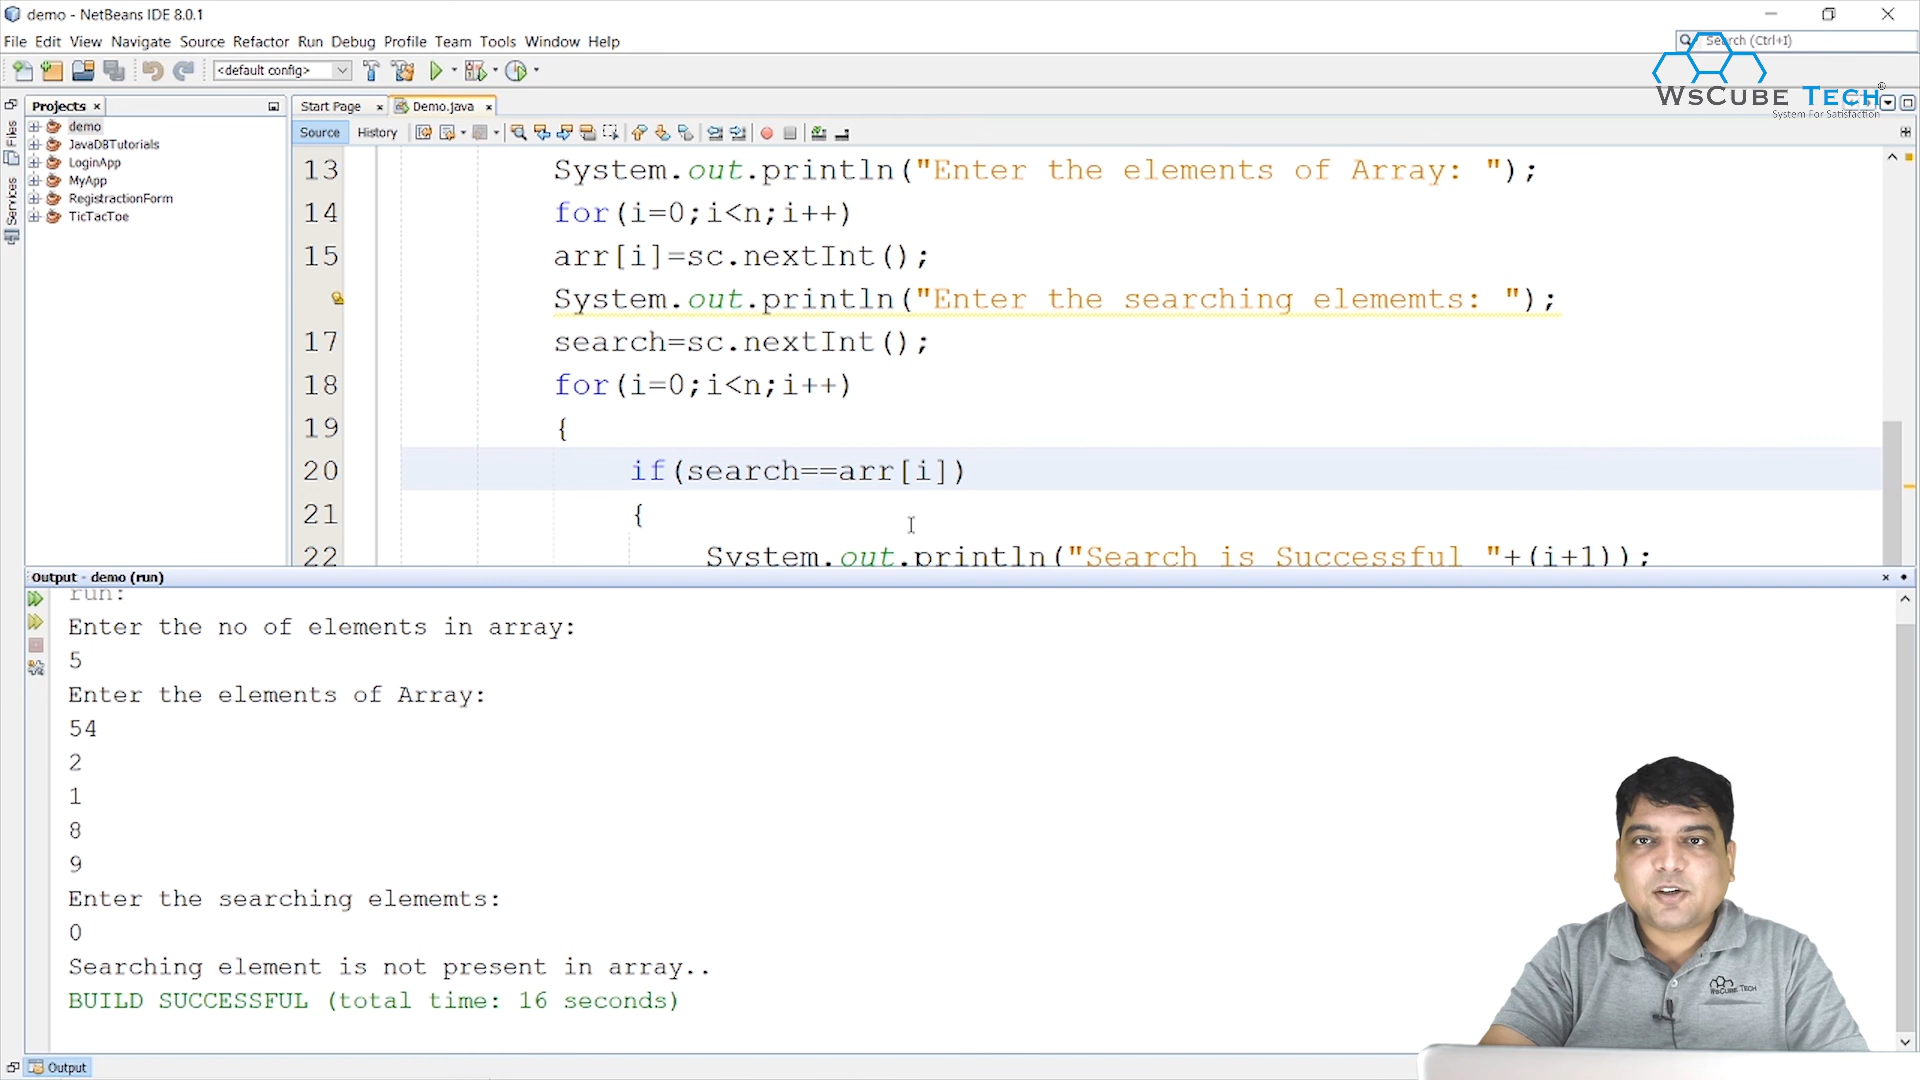 demo - NetBeans IDE 8.0.1
File Edit View Navigate Source Refactor Run Debug Profile Team Tools Window Help
Search (Ctrl+I)
<default config>
WsCube Tech
System For Satisfaction
Projects
Start Page
Demo.java
Files
Services
demo
JavaDBTutorials
LoginApp
MyApp
RegistractionForm
TicTacToe
Source History
13 System.out.println("Enter the elements of Array: ");
14 for(i=0;i<n;i++)
15 arr[i]=sc.nextInt();
System.out.println("Enter the searching elememts: ");
17 search=sc.nextInt();
18 for(i=0;i<n;i++)
19 {
20 if(search==arr[i])
21 {
22 System.out.println("Search is Successful "+(i+1));
Output - demo (run)
run:
Enter the no of elements in array:
5
Enter the elements of Array:
54
2
1
8
9
Enter the searching elememts:
0
Searching element is not present in array..
BUILD SUCCESSFUL (total time: 16 seconds)
WsCube Tech
Output